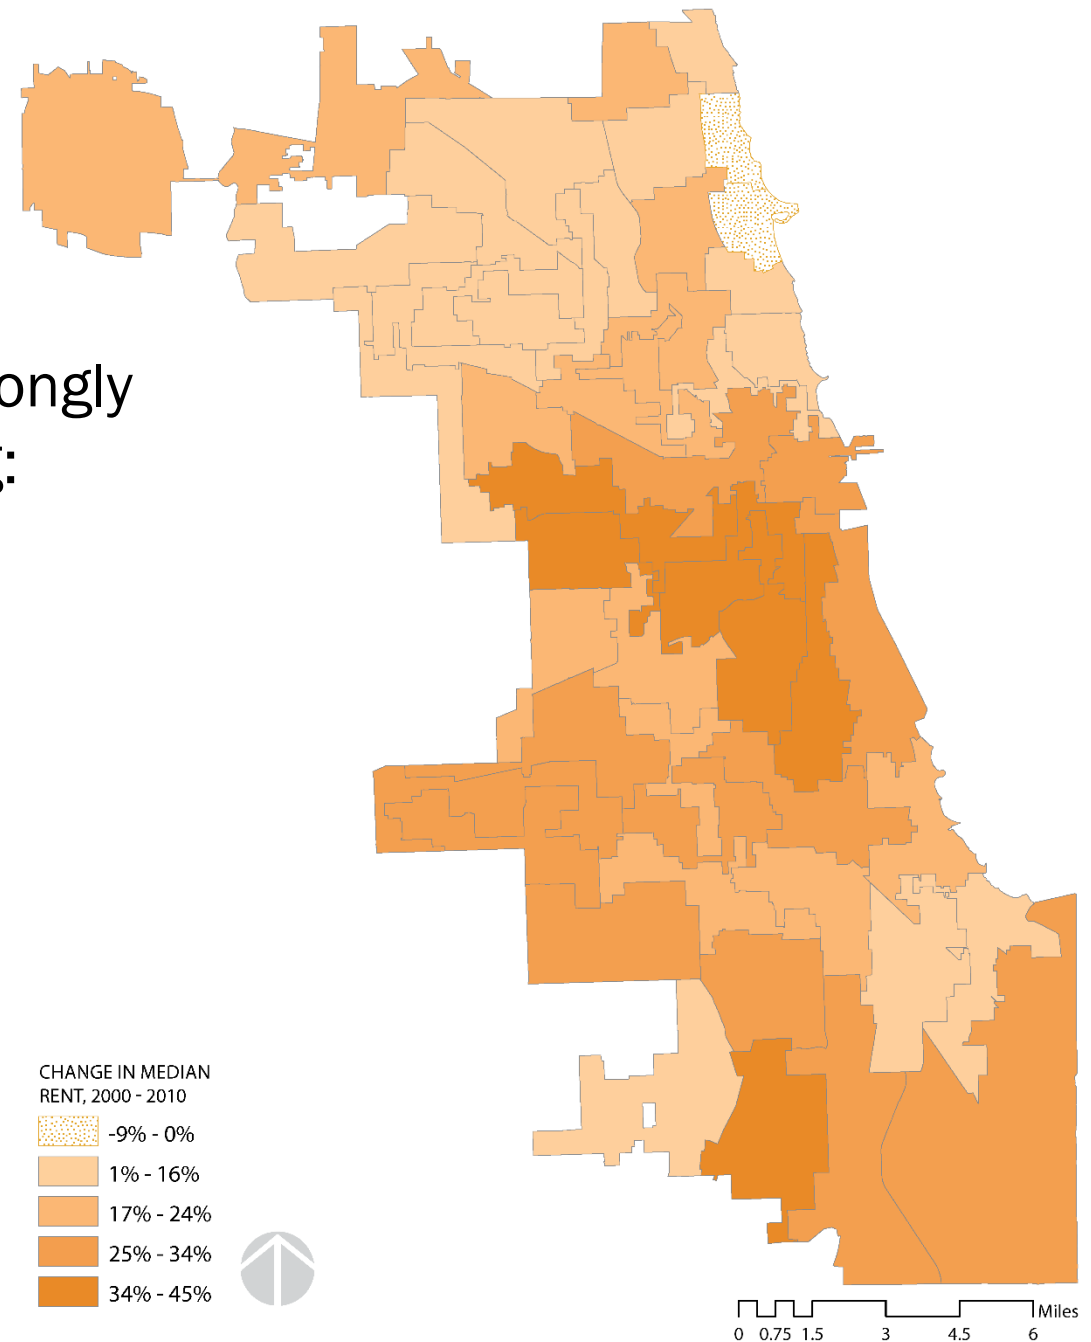 ongly
:
CHANGE IN MEDIAN
RENT, 2000 - 2010
-9% - 0%
1% - 16%
17% - 24%
25% - 34%
34% - 45%
Miles
0 0.75 1.5 3 4.5 6